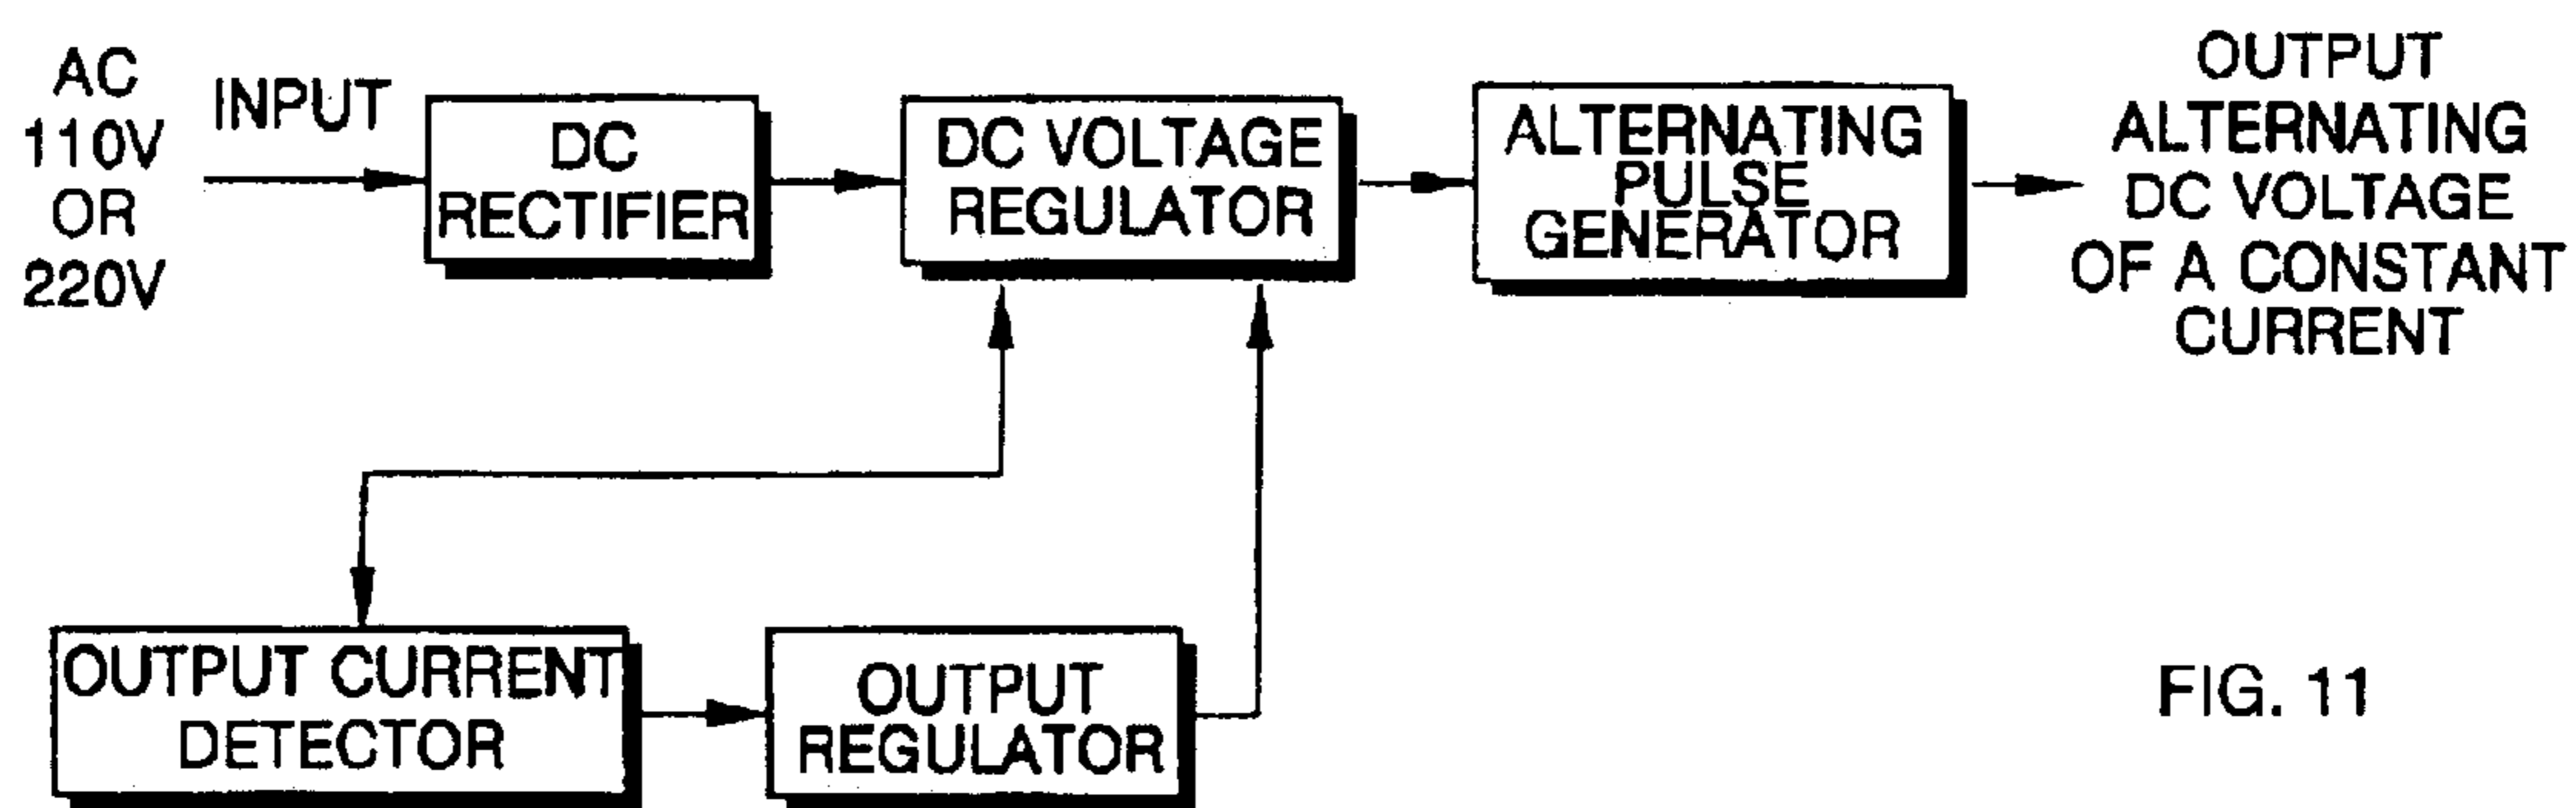 AC
110V
OR
220V
INPUT
DC
RECTIFIER
DC VOLTAGE
REGULATOR
ALTERNATING
PULSE
GENERATOR
OUTPUT
ALTERNATING
DC VOLTAGE
OF A CONSTANT
CURRENT
OUTPUT CURRENT
DETECTOR
OUTPUT
REGULATOR
FIG. 11